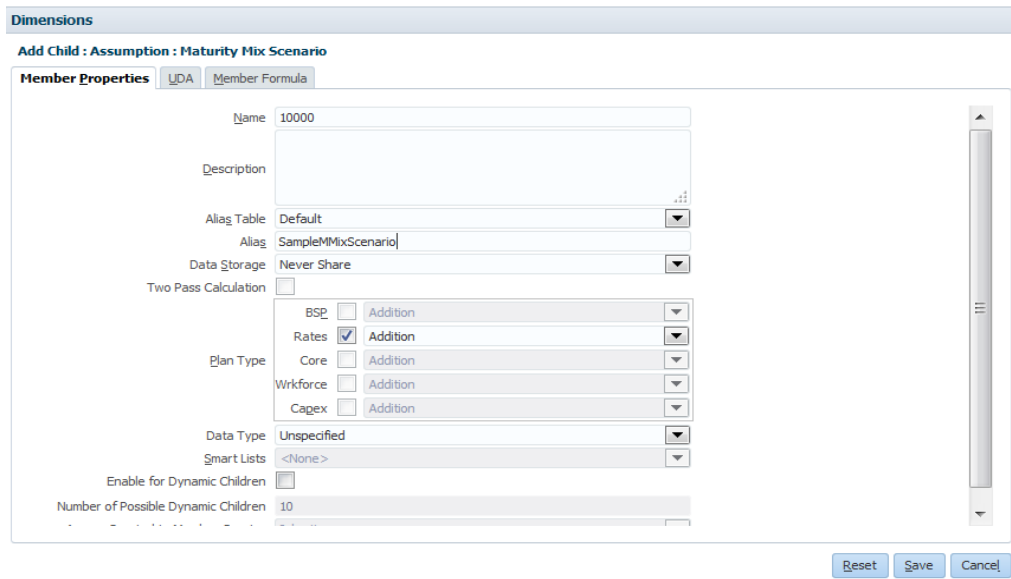 Dimensions
Add Child : Assumption : Maturity Mix Scenario
Member Properties UDA Member Formula
Name 10000
Description
Alias Table Default
Alias SampleMMixScenario
Data Storage Never Share
Two Pass Calculation
BSP Addition
Rates Addition
Plan Type Core Addition
Wrkforce Addition
Capex Addition
Data Type Unspecified
Smart Lists <None>
Enable for Dynamic Children
Number of Possible Dynamic Children 10
Reset Save Cancel